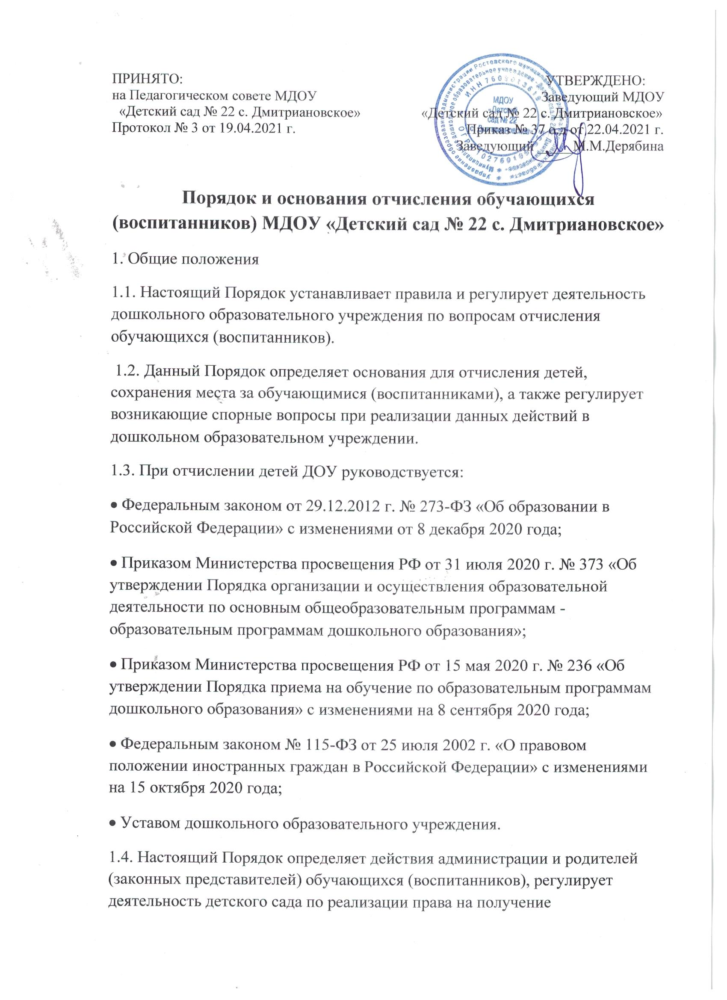 ПРИНЯТО:
на Педагогическом совете МДОУ
«Детский сад № 22 с. Дмитриановское»
Протокол № 3 от 19.04.2021 г.
УТВЕРЖДЕНО:
Заведующий МДОУ
«Детский сад № 22 с. Дмитриановское»
Приказ № 37 о.д от 22.04.2021 г.
Заведующий М.М.Дерябина
МДОУ
«Детский
сад № 22
с. Дмитриановское»
Порядок и основания отчисления обучающихся
(воспитанников) МДОУ «Детский сад № 22 с. Дмитриановское»
1. Общие положения
1.1. Настоящий Порядок устанавливает правила и регулирует деятельность
дошкольного образовательного учреждения по вопросам отчисления
обучающихся (воспитанников).
1.2. Данный Порядок определяет основания для отчисления детей,
сохранения места за обучающимися (воспитанниками), а также регулирует
возникающие спорные вопросы при реализации данных действий в
дошкольном образовательном учреждении.
1.3. При отчислении детей ДОУ руководствуется:
• Федеральным законом от 29.12.2012 г. № 273-ФЗ «Об образовании в
Российской Федерации» с изменениями от 8 декабря 2020 года;
• Приказом Министерства просвещения РФ от 31 июля 2020 г. № 373 «Об
утверждении Порядка организации и осуществления образовательной
деятельности по основным общеобразовательным программам -
образовательным программам дошкольного образования»;
• Приказом Министерства просвещения РФ от 15 мая 2020 г. № 236 «Об
утверждении Порядка приема на обучение по образовательным программам
дошкольного образования» с изменениями на 8 сентября 2020 года;
• Федеральным законом № 115-ФЗ от 25 июля 2002 г. «О правовом
положении иностранных граждан в Российской Федерации» с изменениями
на 15 октября 2020 года;
• Уставом дошкольного образовательного учреждения.
1.4. Настоящий Порядок определяет действия администрации и родителей
(законных представителей) обучающихся (воспитанников), регулирует
деятельность детского сада по реализации права на получение